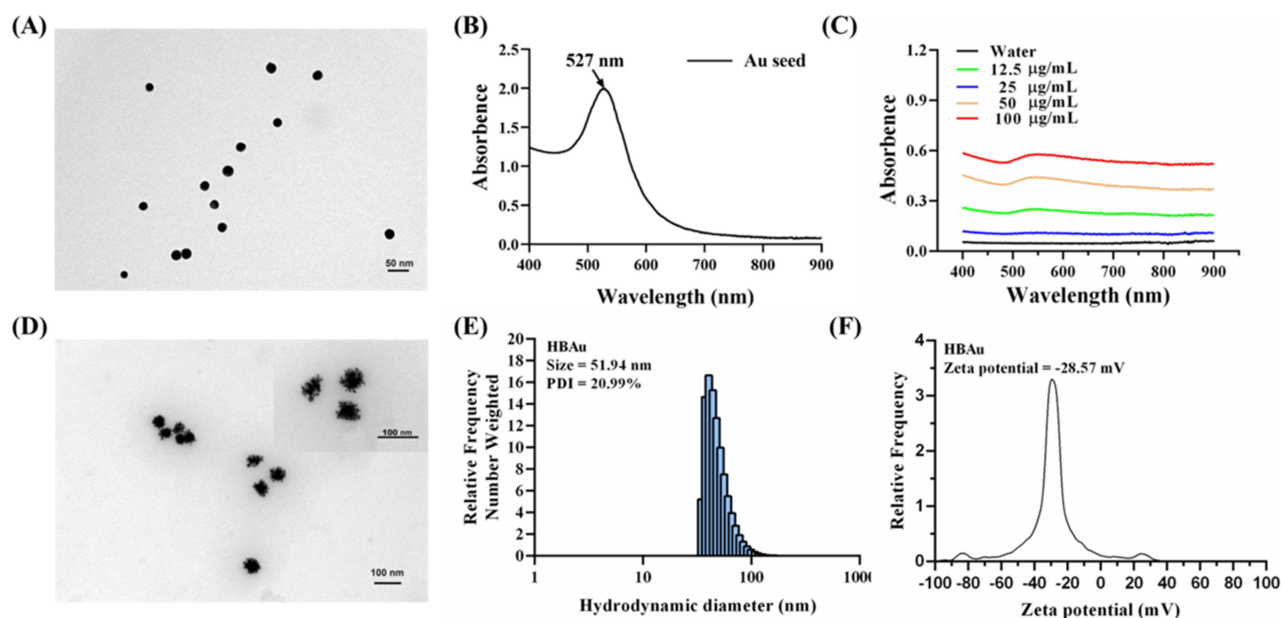 (A)
50 nm
(B)
527 nm
Au seed
2.5
2.0
1.5
1.0
0.5
0.0
400 500 600 700 800 900
Absorbence
Wavelength (nm)
(C)
Water
12.5 µg/mL
25 µg/mL
50 µg/mL
100 µg/mL
1.2
0.9
0.6
0.3
0.0
400 500 600 700 800 900
Absorbence
Wavelength (nm)
(D)
100 nm
100 nm
(E)
HBAu
Size = 51.94 nm
PDI = 20.99%
20
18
16
14
12
10
8
6
4
2
0
1 10 100 1000
Relative Frequency
Number Weighted
Hydrodynamic diameter (nm)
(F)
HBAu
Zeta potential = -28.57 mV
4
3
2
1
0
-100 -80 -60 -40 -20 0 20 40 60 80 100
Relative Frequency
Zeta potential (mV)